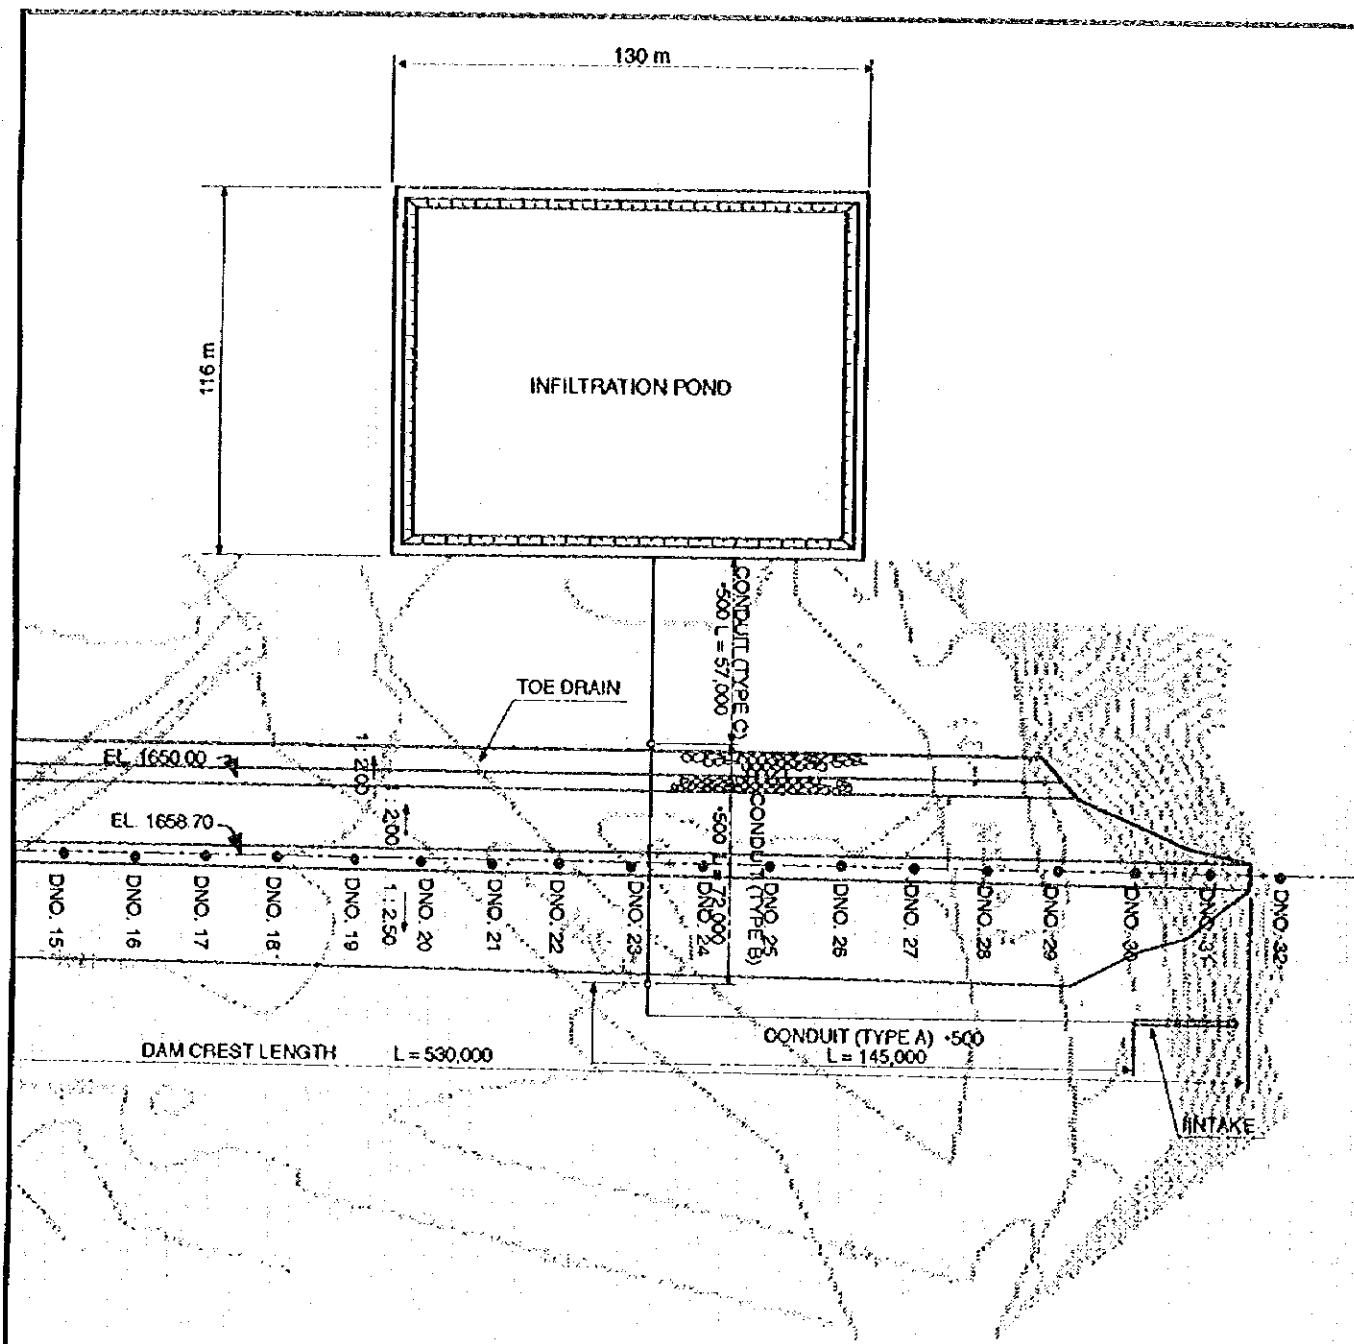 130 m
116 m
INFILTRATION POND
CONDUIT (TYPE C)
•500 L = 57,000
TOE DRAIN
EL. 1650.00
1 : 2.00
EL. 1658.70
1 : 2.00
CONDUIT (TYPE B)
•500 L = 72,000
DNO. 15
DNO. 16
DNO. 17
DNO. 18
DNO. 19
1 : 2.50
DNO. 20
DNO. 21
DNO. 22
DNO. 23
DNO. 24
DNO. 25
DNO. 26
DNO. 27
DNO. 28
DNO. 29
DNO. 30
DNO. 31
DNO. 32
DAM CREST LENGTH L = 530,000
CONDUIT (TYPE A) •500
L = 145,000
INTAKE